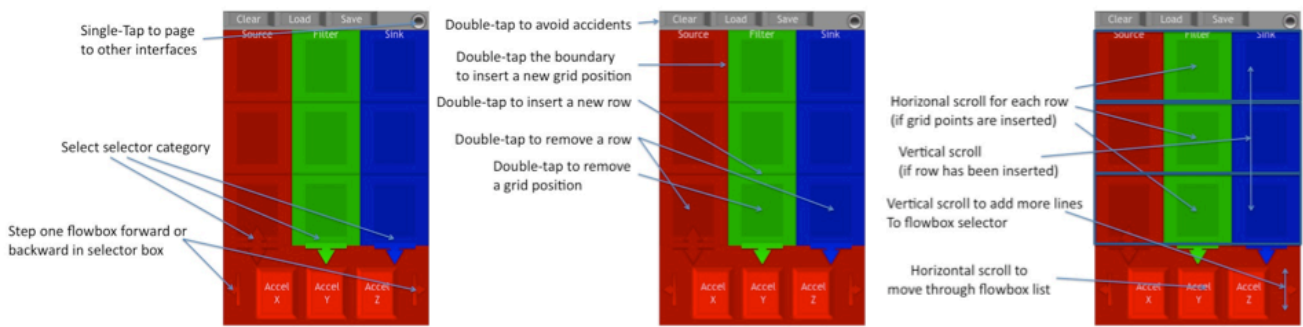 Clear Load Save
Source Filter Sink
Single-Tap to page
to other interfaces
Select selector category
Step one flowbox forward or
backward in selector box
Accel
X
Accel
Y
Accel
Z
Clear Load Save
Source Filter Sink
Double-tap to avoid accidents
Double-tap the boundary
to insert a new grid position
Double-tap to insert a new row
Double-tap to remove a row
Double-tap to remove
a grid position
Accel
X
Accel
Y
Accel
Z
Clear Load Save
Source Filter Sink
Horizonal scroll for each row
(if grid points are inserted)
Vertical scroll
(if row has been inserted)
Vertical scroll to add more lines
To flowbox selector
Horizontal scroll to
move through flowbox list
Accel
X
Accel
Y
Accel
Z